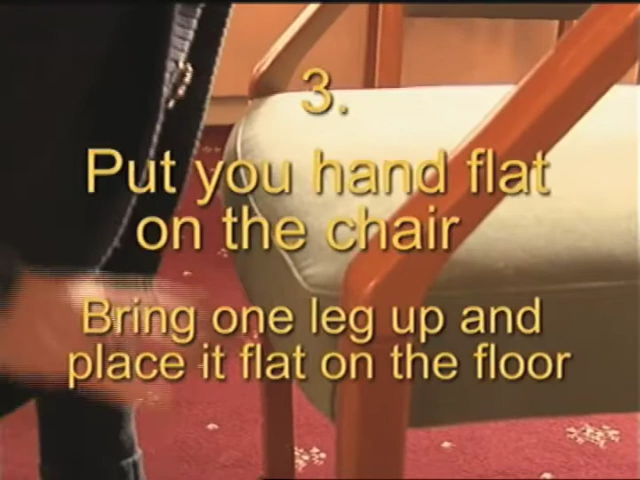 3.
Put you hand flat
on the chair
Bring one leg up and
place it flat on the floor